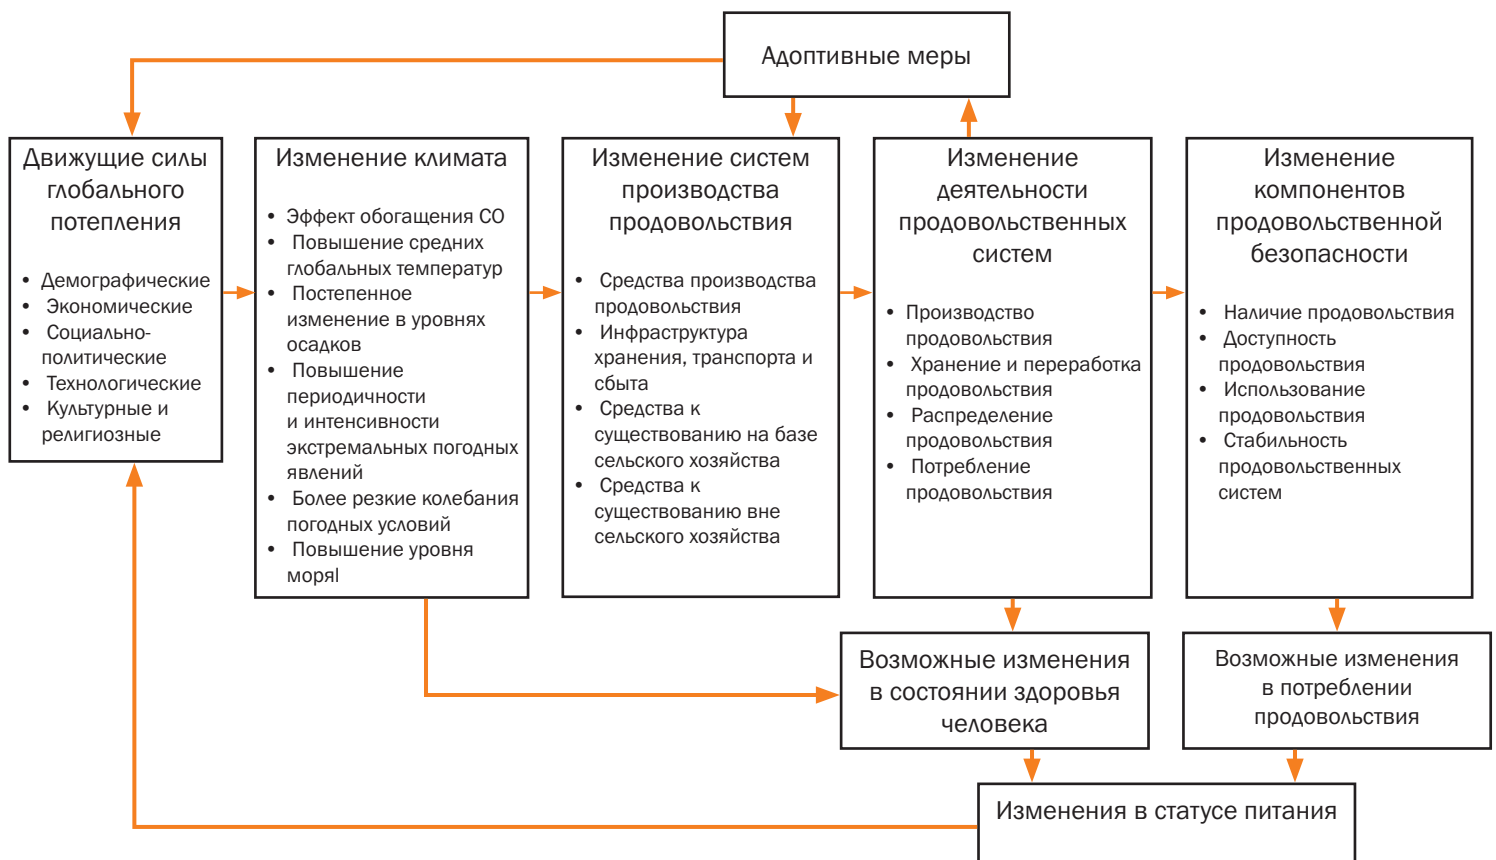 Адоптивные меры
Движущие силы
глобального
потепления
• Демографические
• Экономические
• Социально-
политические
• Технологические
• Культурные и
религиозные
Изменение климата
• Эффект обогащения СО
• Повышение средних
глобальных температур
• Постепенное
изменение в уровнях
осадков
• Повышение
периодичности
и интенсивности
экстремальных погодных
явлений
• Более резкие колебания
погодных условий
• Повышение уровня
моряl
Изменение систем
производства
продовольствия
• Средства производства
продовольствия
• Инфраструктура
хранения, транспорта и
сбыта
• Средства к
существованию на базе
сельского хозяйства
• Средства к
существованию вне
сельского хозяйства
Изменение
деятельности
продовольственных
систем
• Производство
продовольствия
• Хранение и переработка
продовольствия
• Распределение
продовольствия
• Потребление
продовольствия
Изменение
компонентов
продовольственной
безопасности
• Наличие продовольствия
• Доступность
продовольствия
• Использование
продовольствия
• Стабильность
продовольственных
систем
Возможные изменения
в состоянии здоровья
человека
Возможные изменения
в потреблении
продовольствия
Изменения в статусе питания